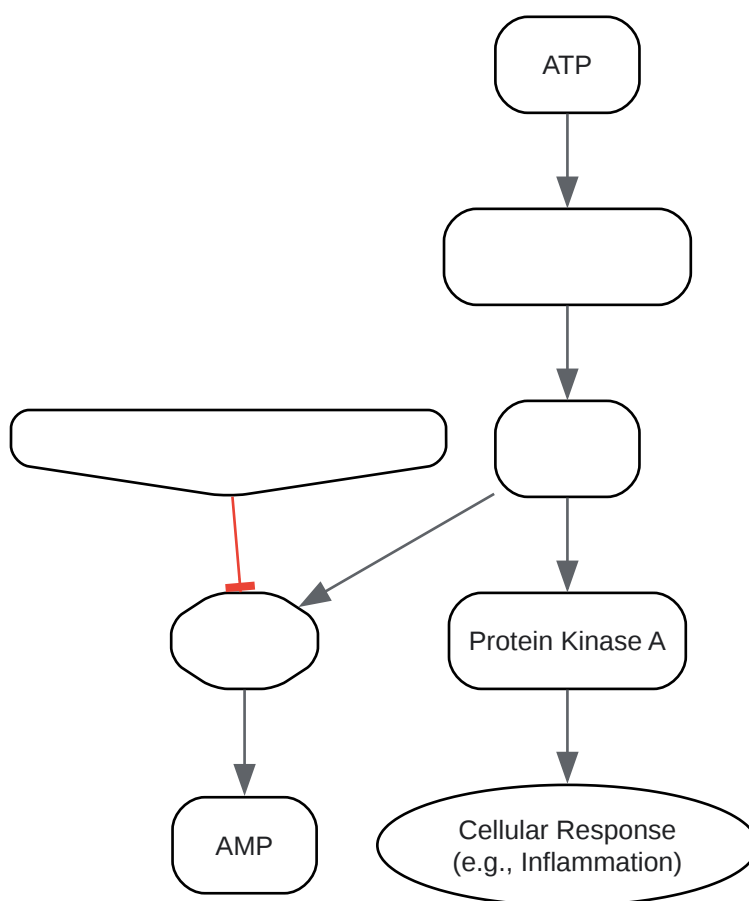 ATP
Protein Kinase A
AMP
Cellular Response
(e.g., Inflammation)